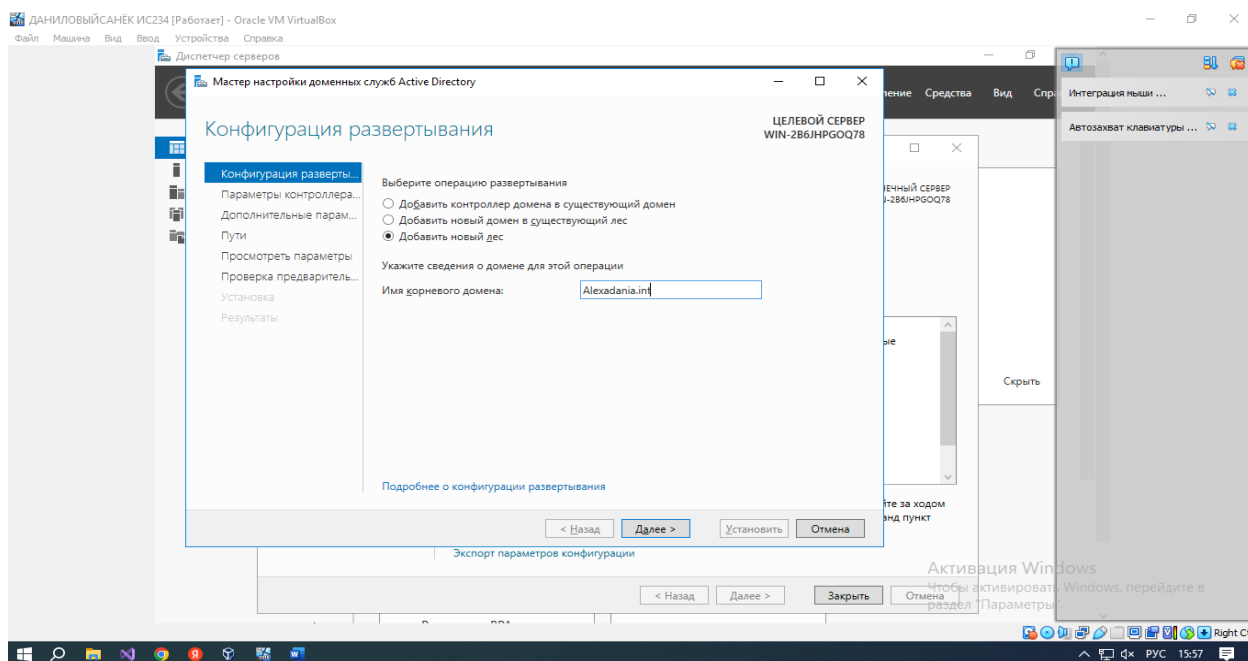 ДАНИЛОВЫЙСАНЁК ИС234 [Работает] - Oracle VM VirtualBox
Файл Машина Вид Ввод Устройства Справка
Диспетчер серверов
Мастер настройки доменных служб Active Directory
Средства Вид
Интеграция мыши ...
Автозахват клавиатуры ...
Конфигурация развертывания
ЦЕЛЕВОЙ СЕРВЕР
WIN-2B6JHPGOQ78
Конфигурация разверты...
Параметры контроллера...
Дополнительные парам...
Пути
Просмотреть параметры
Проверка предваритель...
Установка
Результаты
Выберите операцию развертывания
Добавить контроллер домена в существующий домен
Добавить новый домен в существующий лес
Добавить новый лес
Укажите сведения о домене для этой операции
Имя корневого домена: Alexadania.int
Подробнее о конфигурации развертывания
СЕРВЕР
-2B6JHPGOQ78
ые
Скрыть
йте за ходом
анд пункт
< Назад Далее > Установить Отмена
Экспорт параметров конфигурации
< Назад Далее > Закрыть Отмена
Активация Windows
Чтобы активировать Windows, перейдите в
раздел "Параметры".
Right C
РУС 15:57